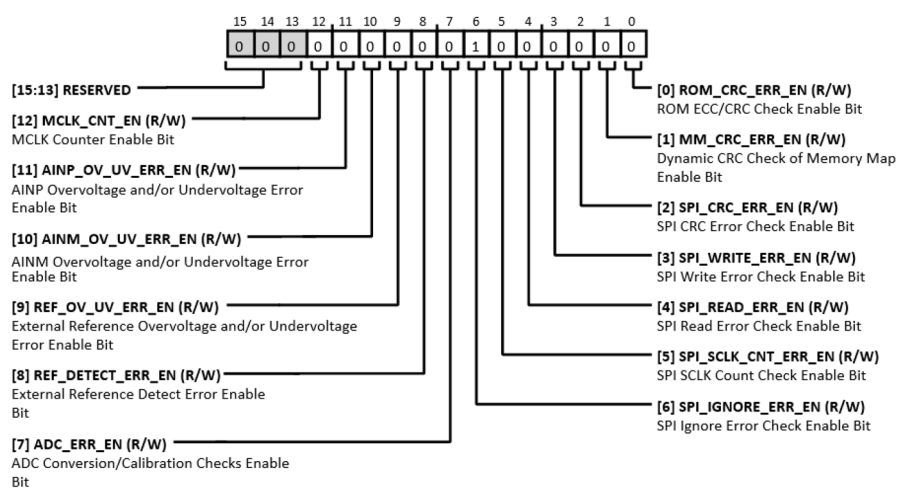 15 14 13 12 11 10 9 8 7 6 5 4 3 2 1 0
0 0 0 0 0 0 0 0 0 1 0 0 0 0 0 0
[15:13] RESERVED
[12] MCLK_CNT_EN (R/W)
MCLK Counter Enable Bit
[11] AINP_OV_UV_ERR_EN (R/W)
AINP Overvoltage and/or Undervoltage Error
Enable Bit
[10] AINM_OV_UV_ERR_EN (R/W)
AINM Overvoltage and/or Undervoltage Error
Enable Bit
[9] REF_OV_UV_ERR_EN (R/W)
External Reference Overvoltage and/or Undervoltage
Error Enable Bit
[8] REF_DETECT_ERR_EN (R/W)
External Reference Detect Error Enable
Bit
[7] ADC_ERR_EN (R/W)
ADC Conversion/Calibration Checks Enable
Bit
[0] ROM_CRC_ERR_EN (R/W)
ROM ECC/CRC Check Enable Bit
[1] MM_CRC_ERR_EN (R/W)
Dynamic CRC Check of Memory Map
Enable Bit
[2] SPI_CRC_ERR_EN (R/W)
SPI CRC Error Check Enable Bit
[3] SPI_WRITE_ERR_EN (R/W)
SPI Write Error Check Enable Bit
[4] SPI_READ_ERR_EN (R/W)
SPI Read Error Check Enable Bit
[5] SPI_SCLK_CNT_ERR_EN (R/W)
SPI SCLK Count Check Enable Bit
[6] SPI_IGNORE_ERR_EN (R/W)
SPI Ignore Error Check Enable Bit